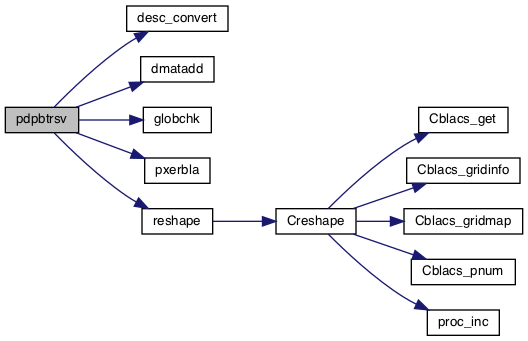 pdpbtrsv
desc_convert
dmatadd
globchk
pxerbla
reshape
Creshape
Cblacs_get
Cblacs_gridinfo
Cblacs_gridmap
Cblacs_pnum
proc_inc